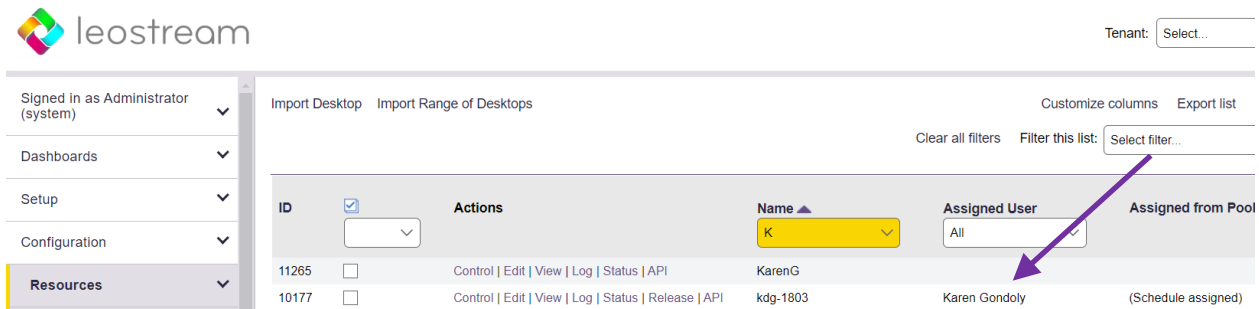 leostream
Tenant: Select...
Signed in as Administrator
(system)
Dashboards
Setup
Configuration
Resources
Import Desktop Import Range of Desktops
Customize columns Export list
Clear all filters Filter this list: Select filter...
ID Actions Name Assigned User Assigned from Pool
K All
11265 Control | Edit | View | Log | Status | API KarenG
10177 Control | Edit | View | Log | Status | Release | API kdg-1803 Karen Gondoly (Schedule assigned)